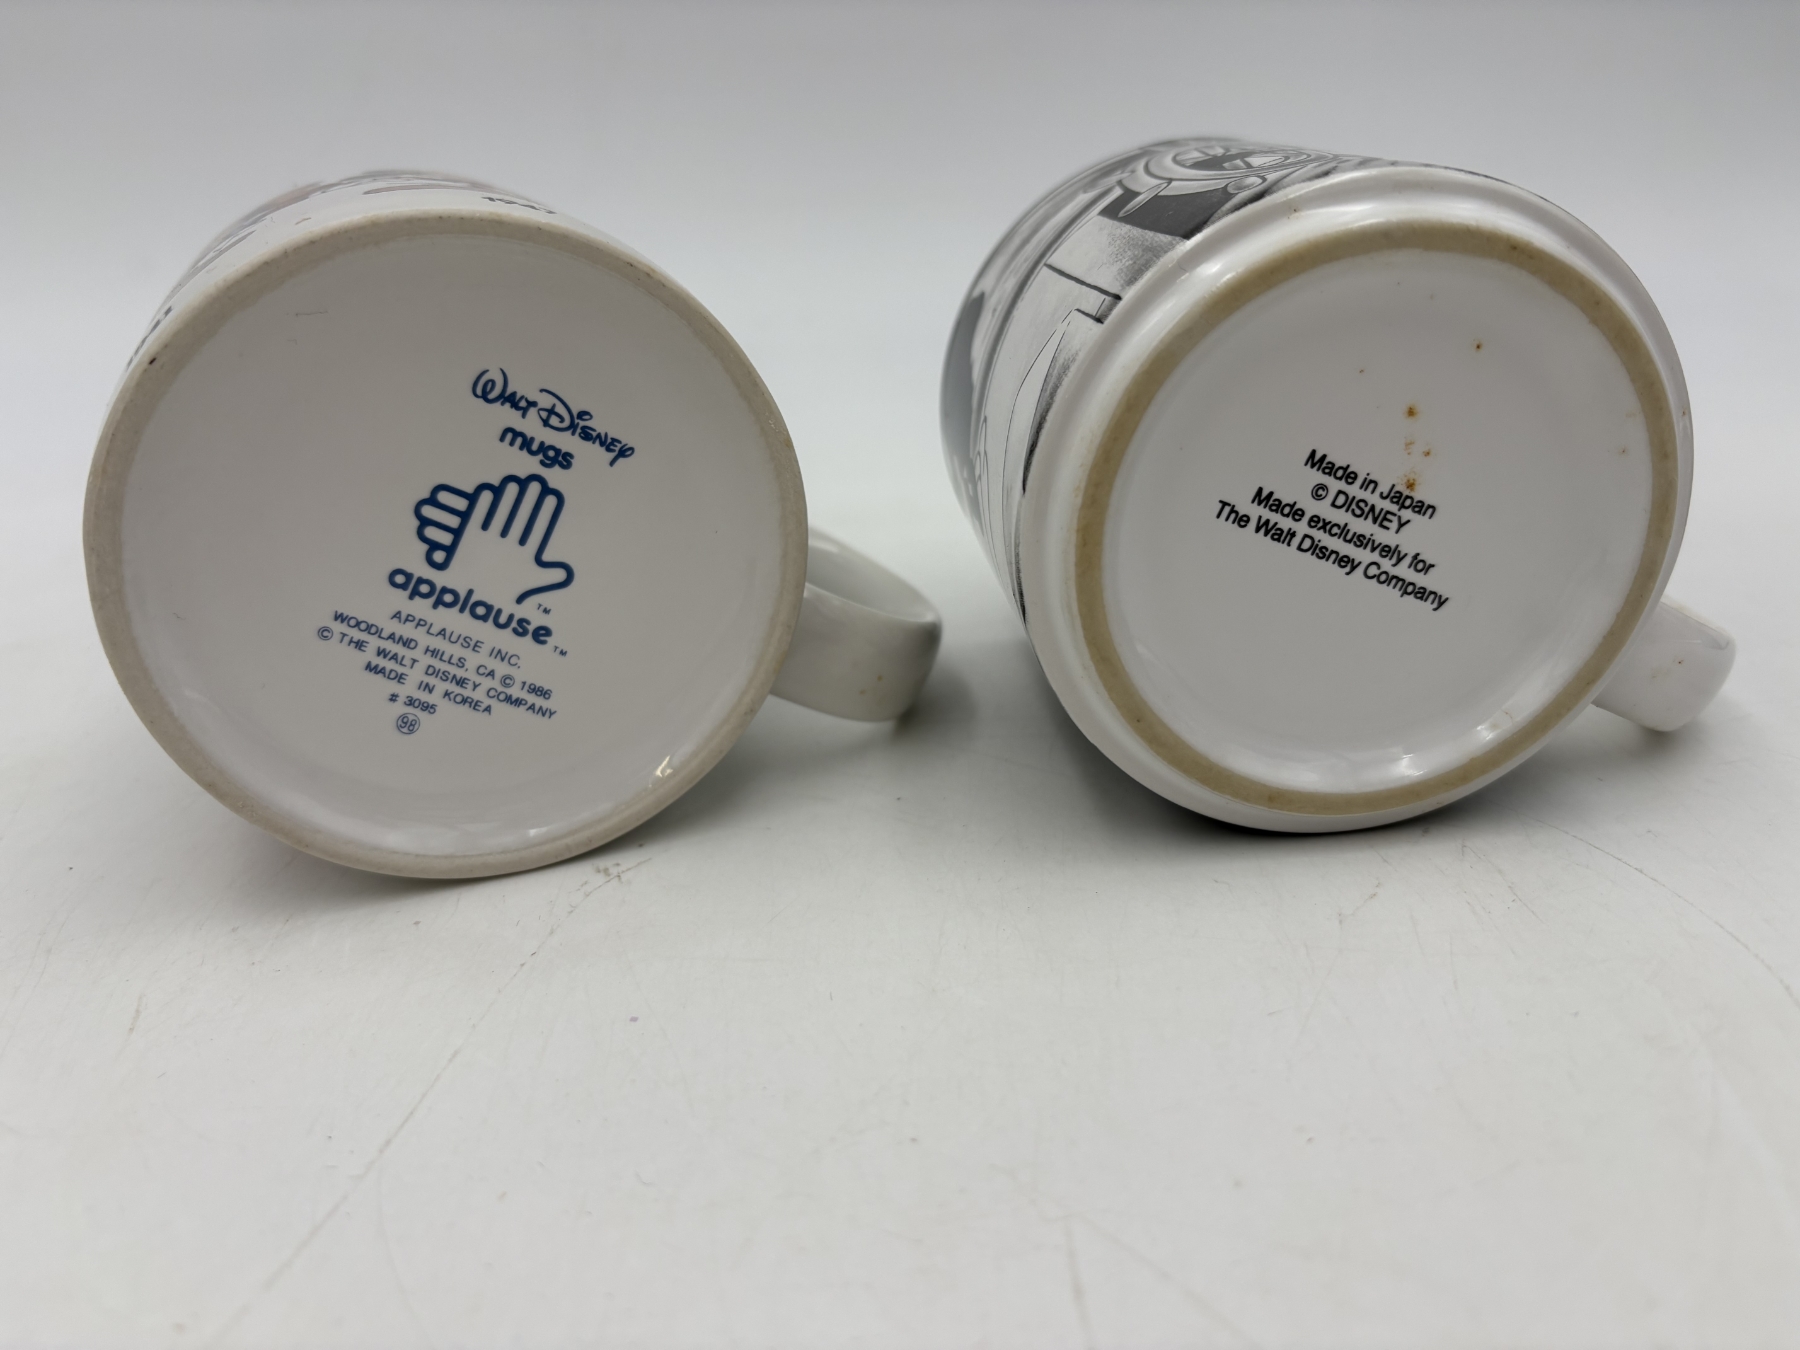 WALT DISNEY
mugs
applause™
APPLAUSE INC.
WOODLAND HILLS, CA © 1986
© THE WALT DISNEY COMPANY
MADE IN KOREA
# 3095
98
Made in Japan
© DISNEY
Made exclusively for
The Walt Disney Company